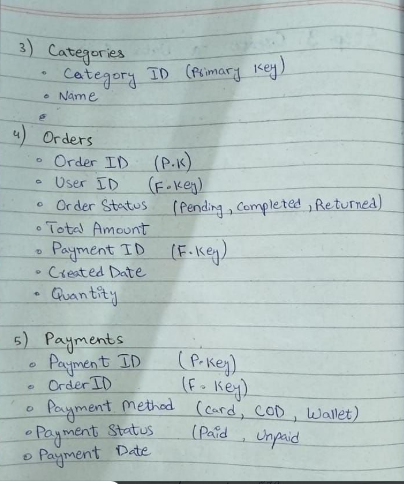 3) Categories
• Category ID (Primary Key)
• Name
4) Orders
• Order ID (P.K)
• User ID (F.Key)
• Order Status (Pending, Completed, Returned)
• Total Amount
• Payment ID (F.Key)
• Created Date
• Quantity
5) Payments
• Payment ID (P.Key)
• Order ID (F.Key)
• Payment Method (Card, COD, Wallet)
• Payment Status (Paid, Unpaid
• Payment Date